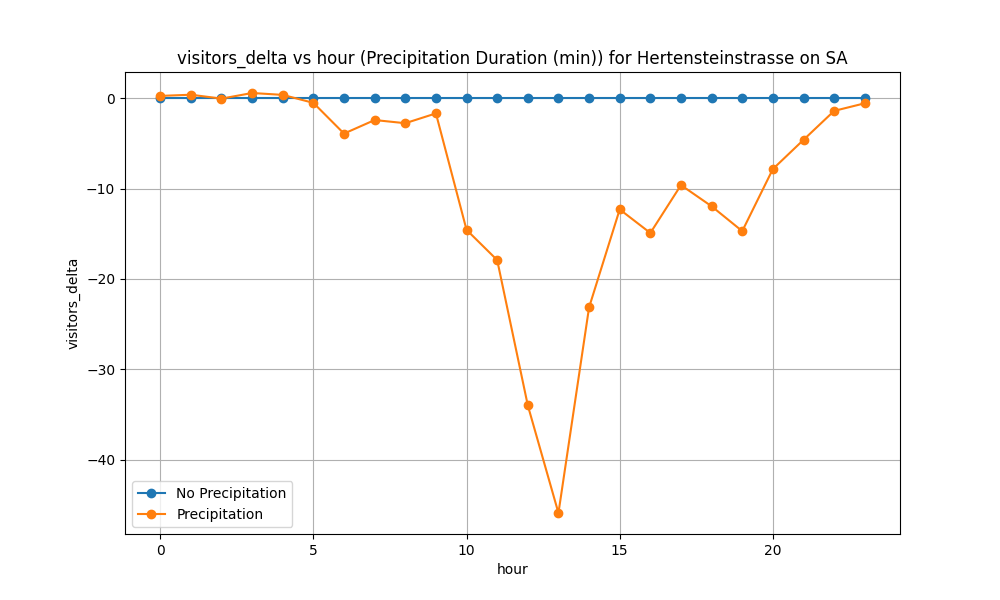 visitors_delta vs hour (Precipitation Duration (min)) for Hertensteinstrasse on SA
visitors_delta
0
−10
−20
−30
−40
No Precipitation
Precipitation
0
5
10
15
20
hour